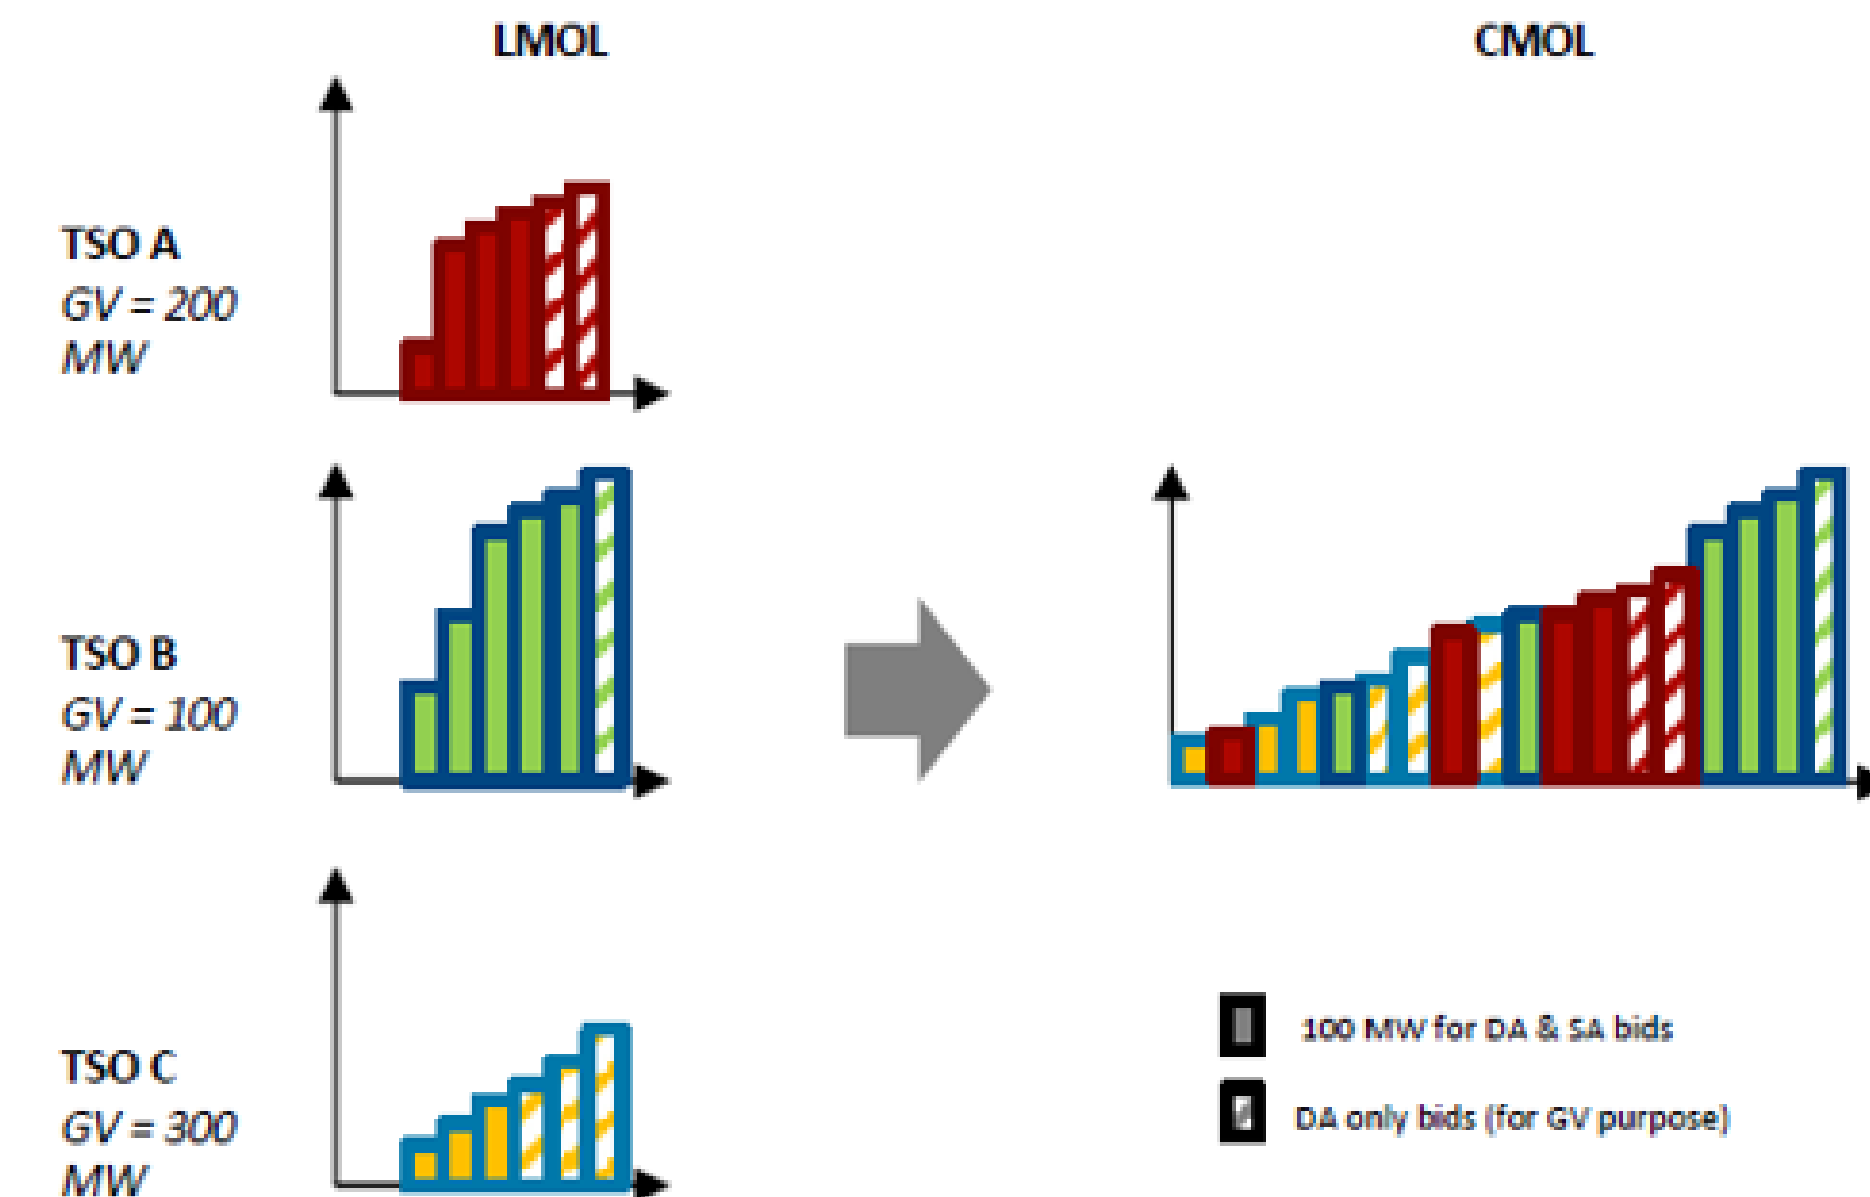 LMOL
CMOL
TSO A
GV = 200
MW
TSO B
GV = 100
MW
TSO C
GV = 300
MW
100 MW for DA & SA bids
DA only bids (for GV purpose)